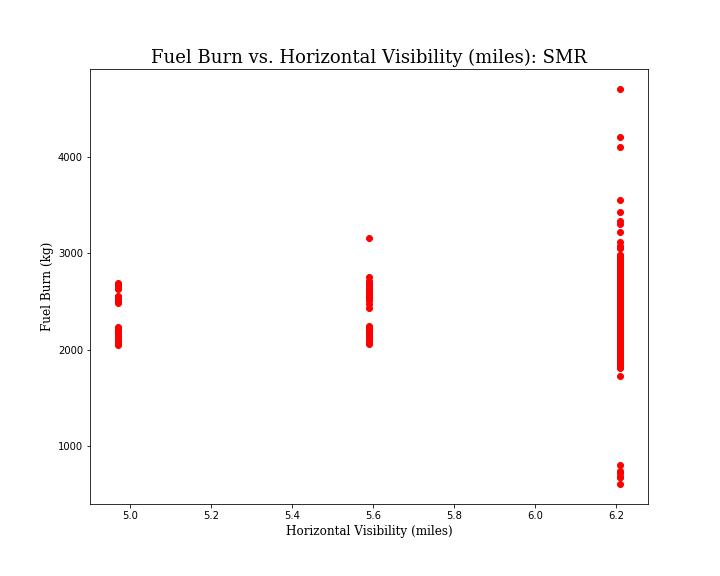 Fuel Burn vs. Horizontal Visibility (miles): SMR
4000
3000
2000
1000
Fuel Burn (kg)
5.0 5.2 5.4 5.6 5.8 6.0 6.2
Horizontal Visibility (miles)